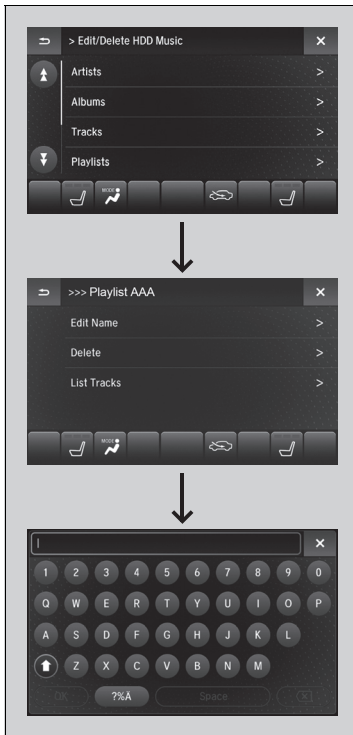 > Edit/Delete HDD Music
Artists >
Albums >
Tracks >
Playlists >
MODE
>>> Playlist AAA
Edit Name >
Delete >
List Tracks >
MODE
1 2 3 4 5 6 7 8 9 0
Q W E R T Y U I O P
A S D F G H J K L
Z X C V B N M
OK ?%Ä Space